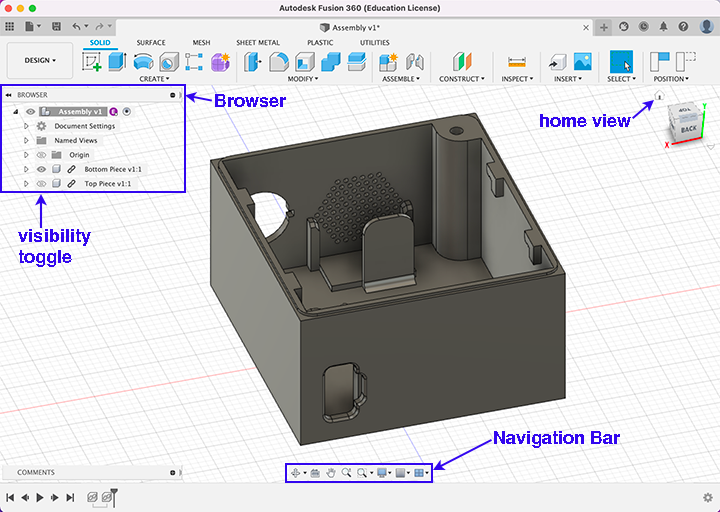 Autodesk Fusion 360 (Education License)
Assembly v1*
DESIGN
SOLID SURFACE MESH SHEET METAL PLASTIC UTILITIES
CREATE MODIFY ASSEMBLE CONSTRUCT INSPECT INSERT SELECT POSITION
BROWSER
Browser
Assembly v1
Document Settings
Named Views
Origin
Bottom Piece v1:1
Top Piece v1:1
home view
TOP
BACK
X
Y
visibility
toggle
Navigation Bar
COMMENTS